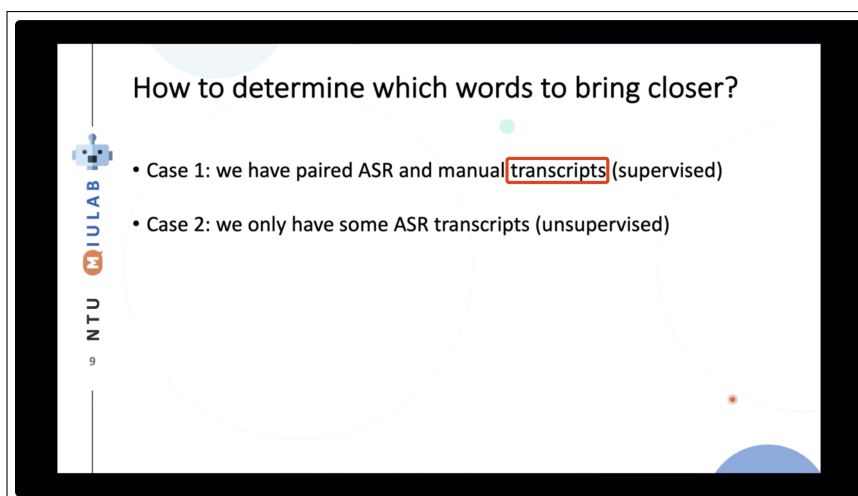 How to determine which words to bring closer?
• Case 1: we have paired ASR and manual transcripts (supervised)
• Case 2: we only have some ASR transcripts (unsupervised)
NTU MIULAB
9